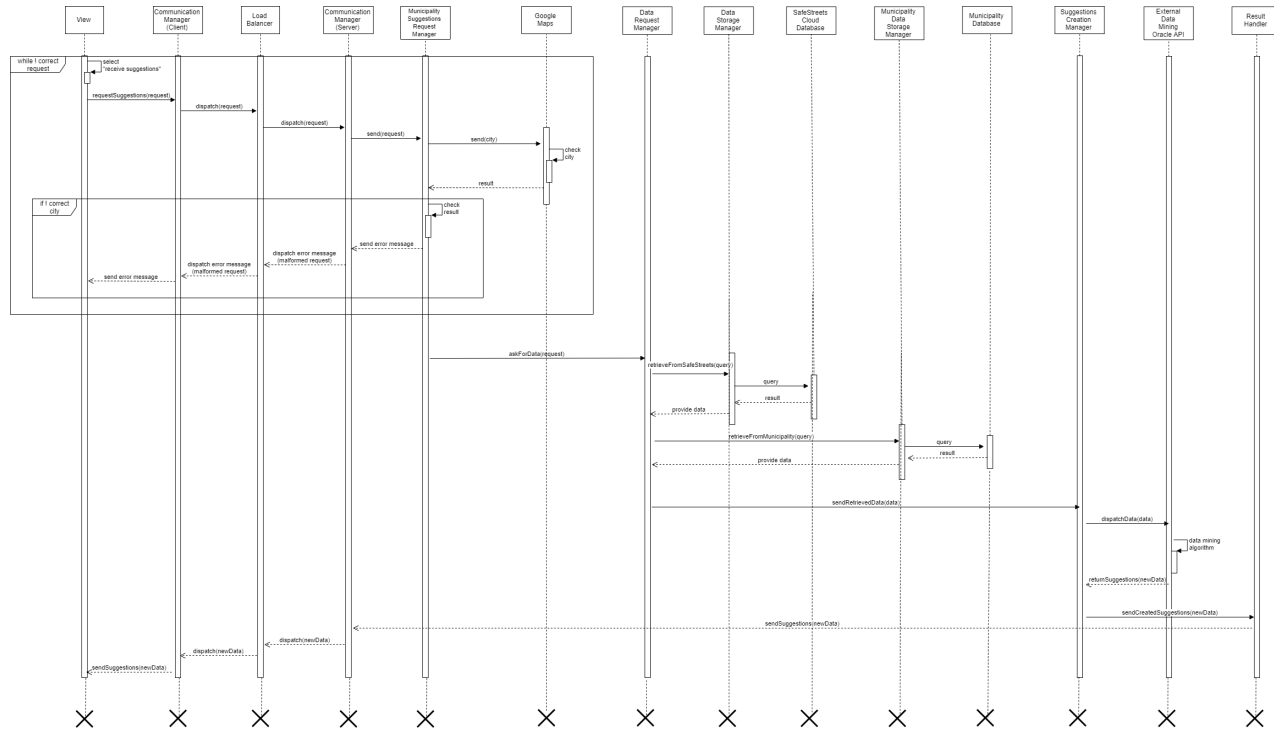 View
Communication
Manager
(Client)
Load
Balancer
Communication
Manager
(Server)
Municipality
Suggestions
Request
Manager
Google
Maps
Data
Request
Manager
Data
Storage
Manager
SafeStreets
Cloud
Database
Municipality
Data
Storage
Manager
Municipality
Database
Suggestions
Creation
Manager
External
Data
Mining
Oracle API
Result
Handler
while ! correct
request
select
"receive suggestions"
requestSuggestions(request)
dispatch(request)
dispatch(request)
send(request)
send(city)
check
city
result
if ! correct
city
check
result
send error message
dispatch error message
(malformed request)
dispatch error message
(malformed request)
send error message
askForData(request)
retrieveFromSafeStreets(query)
query
result
provide data
retrieveFromMunicipality(query)
query
result
provide data
sendRetrievedData(data)
dispatchData(data)
data mining
algorithm
returnSuggestions(newData)
sendCreatedSuggestions(newData)
sendSuggestions(newData)
dispatch(newData)
dispatch(newData)
sendSuggestions(newData)